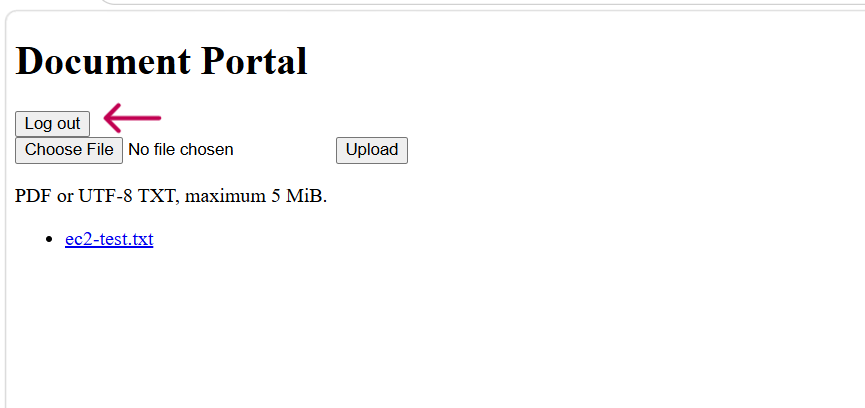 Document Portal
Log out
Choose File No file chosen Upload
PDF or UTF-8 TXT, maximum 5 MiB.
ec2-test.txt